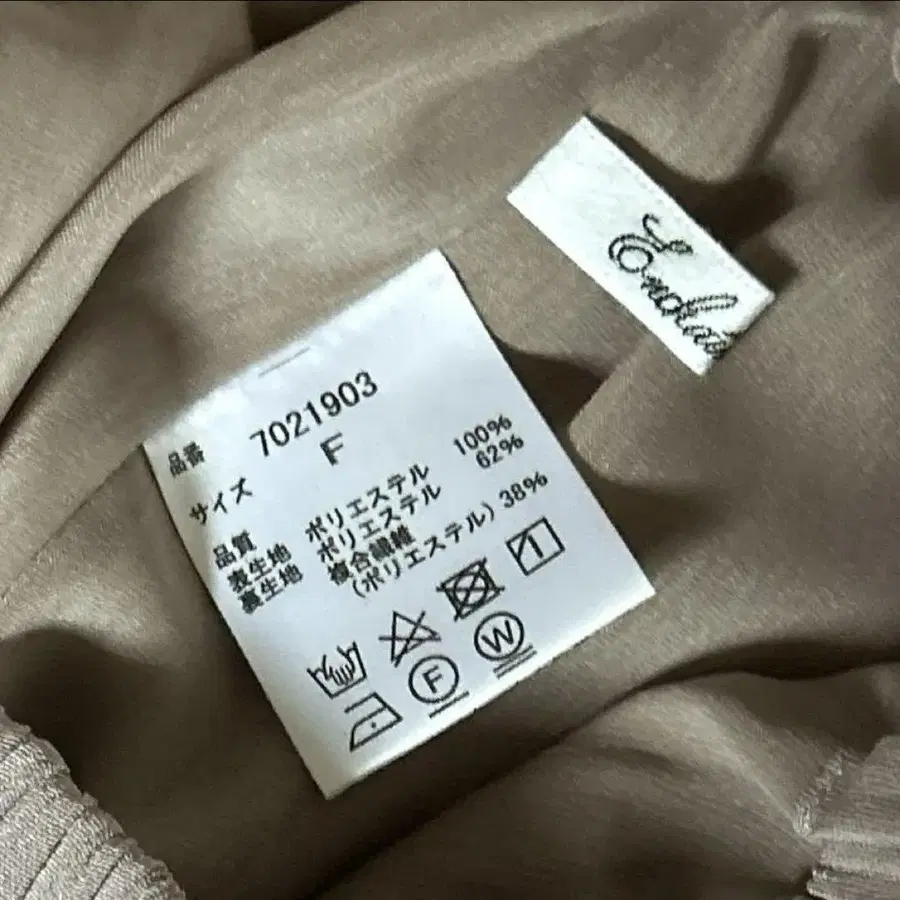 品番 7021903
サイズ F
品質
表生地 ポリエステル 100%
裏生地 ポリエステル 62%
複合繊維
(ポリエステル) 38%
F
W